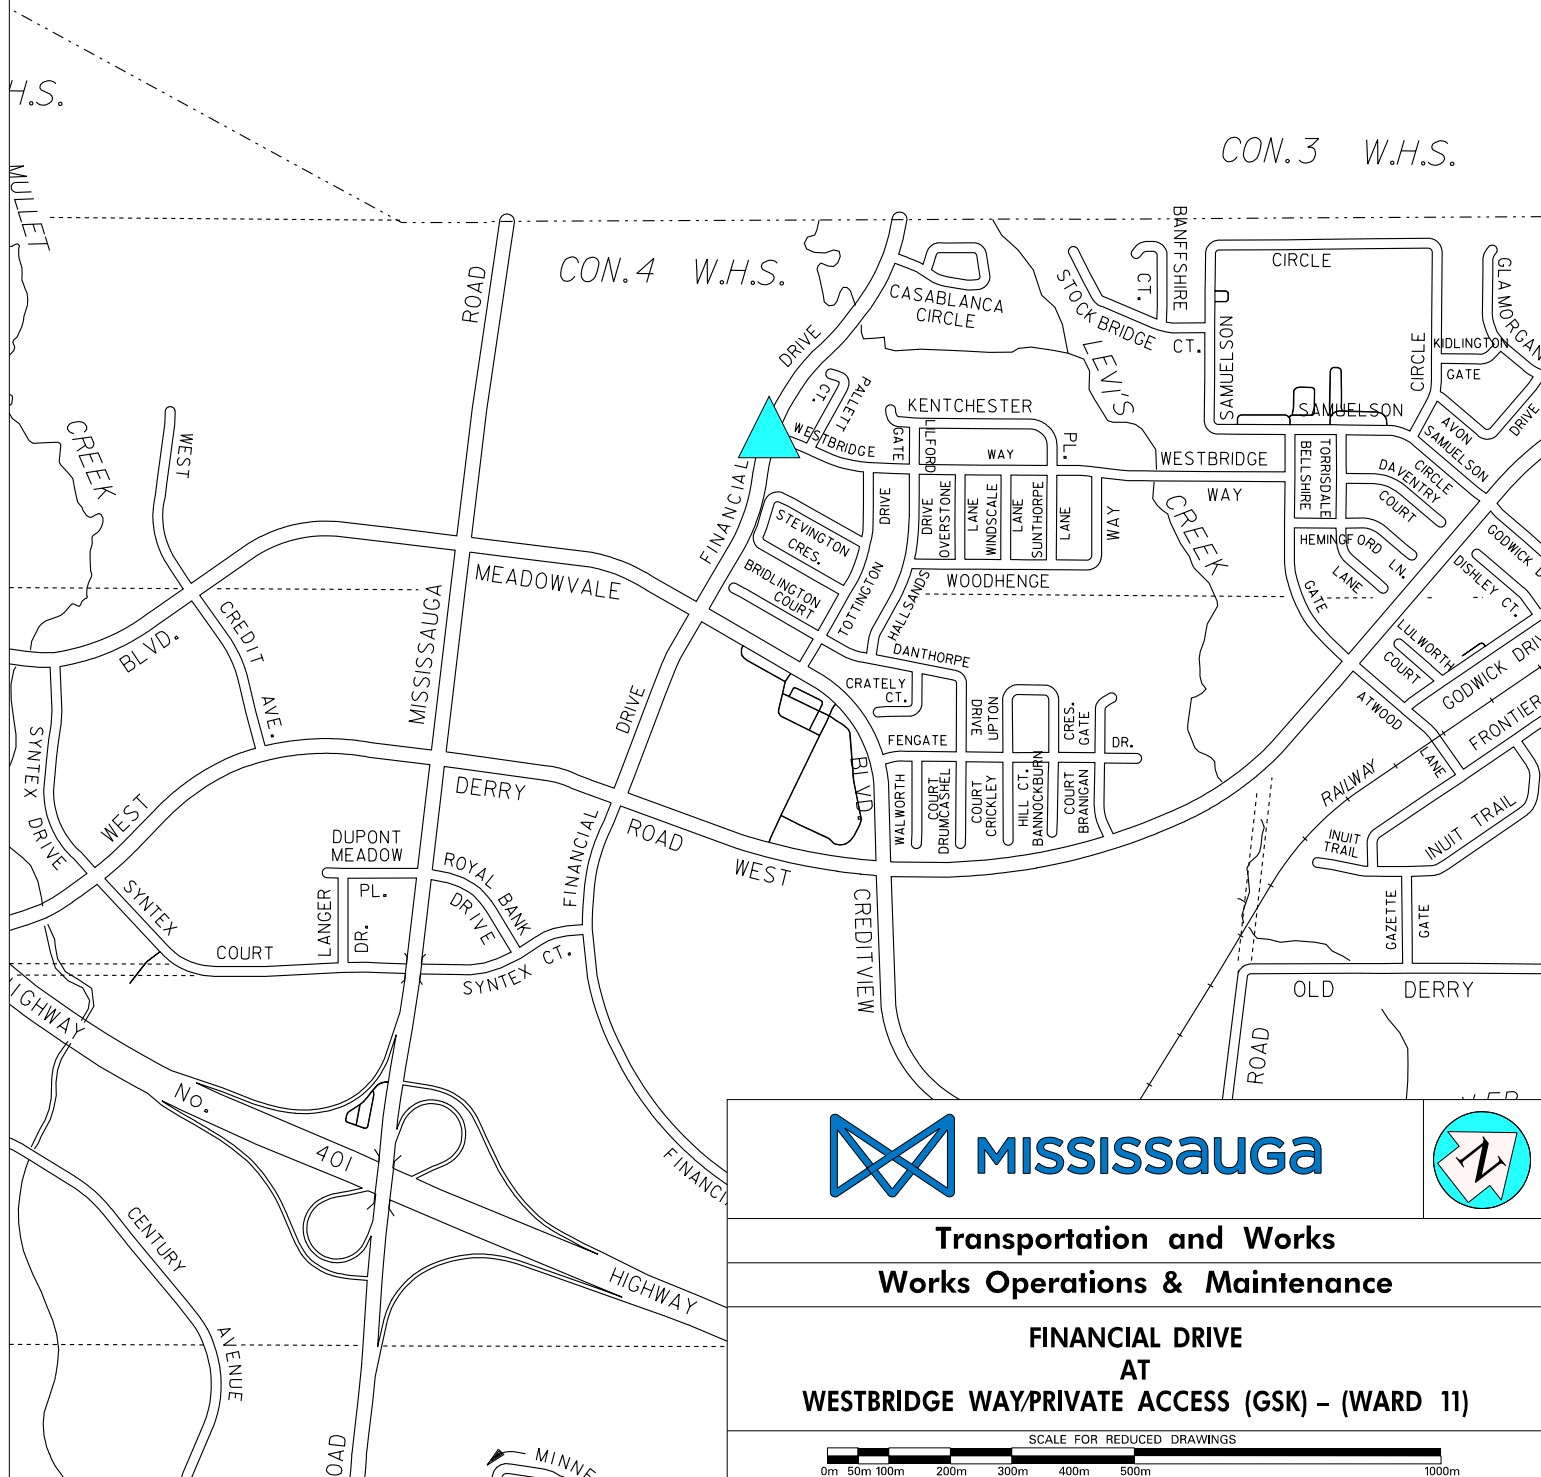 H.S.
CON. 3 W.H.S.
MULLET
BANFFSHIRE
CT.
CON. 4 W.H.S.
ROAD
CIRCLE
GLAMORGAN
STOCKBRIDGE
CT.
CASABLANCA
CIRCLE
DRIVE
LEVI'S
SAMUELSON
CIRCLE
KIDLINGTON
GATE
DRIVE
PALLETT
CT.
KENTCHESTER
PL.
SAMUELSON
AVON
SAMUELSON
CIRCLE
CREEK
WEST
WESTBRIDGE
GATE
LILFORD
WAY
WESTBRIDGE
WAY
BELLSHIRE
TORRISDALE
DAVENTRY
COURT
FINANCIAL
STEVINGTON
CRES.
DRIVE
DRIVE
OVERSTONE
LANE
WINDSCALE
LANE
SUNTHORPE
LANE
WAY
CREEK
HEMINGFORD
LN.
LANE
GODWICK D
DISHLEY CT.
MEADOWVALE
BRIDLINGTON
COURT
TOTTINGTON
HALLSANDS
WOODHENGE
GATE
CREDIT
BLVD.
MISSISSAUGA
AVE.
DANTHORPE
LULWORTH
COURT
CRATELY
CT.
ATWOOD
GODWICK DRI
FRONTIER
DRIVE
DRIVE
UPTON
CRES.
GATE
FENGATE
DR.
LANE
SYNTEX
DRIVE
WEST
DERRY
BLVD.
RAILWAY
WALWORTH
COURT
DRUMCASHEL
COURT
CRICKLEY
HILL CT.
BANNOCKBURN
COURT
BRANIGAN
INUIT
TRAIL
INUIT TRAIL
DUPONT
MEADOW
ROAD
WEST
FINANCIAL
ROYAL BANK
DRIVE
SYNTEX
LANGER
PL.
DR.
CREDITVIEW
GAZETTE
GATE
COURT
SYNTEX CT.
OLD DERRY
IGHWAY
ROAD
No.
401
FINANCI
CENTURY
AVENUE
HIGHWAY
OAD
MINNE
MISSISSAUGA
N
Transportation and Works
Works Operations & Maintenance
FINANCIAL DRIVE
AT
WESTBRIDGE WAY/PRIVATE ACCESS (GSK) – (WARD 11)
SCALE FOR REDUCED DRAWINGS
0m 50m 100m 200m 300m 400m 500m 1000m